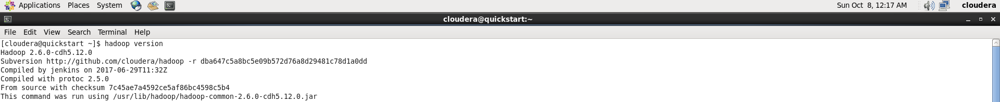 Applications Places System Sun Oct 8, 12:17 AM cloudera
cloudera@quickstart:~
File Edit View Search Terminal Help
[cloudera@quickstart ~]$ hadoop version
Hadoop 2.6.0-cdh5.12.0
Subversion http://github.com/cloudera/hadoop -r dba647c5a8bc5e09b572d76a8d29481c78d1a0dd
Compiled by jenkins on 2017-06-29T11:32Z
Compiled with protoc 2.5.0
From source with checksum 7c45ae7a4592ce5af86bc4598c5b4
This command was run using /usr/lib/hadoop/hadoop-common-2.6.0-cdh5.12.0.jar